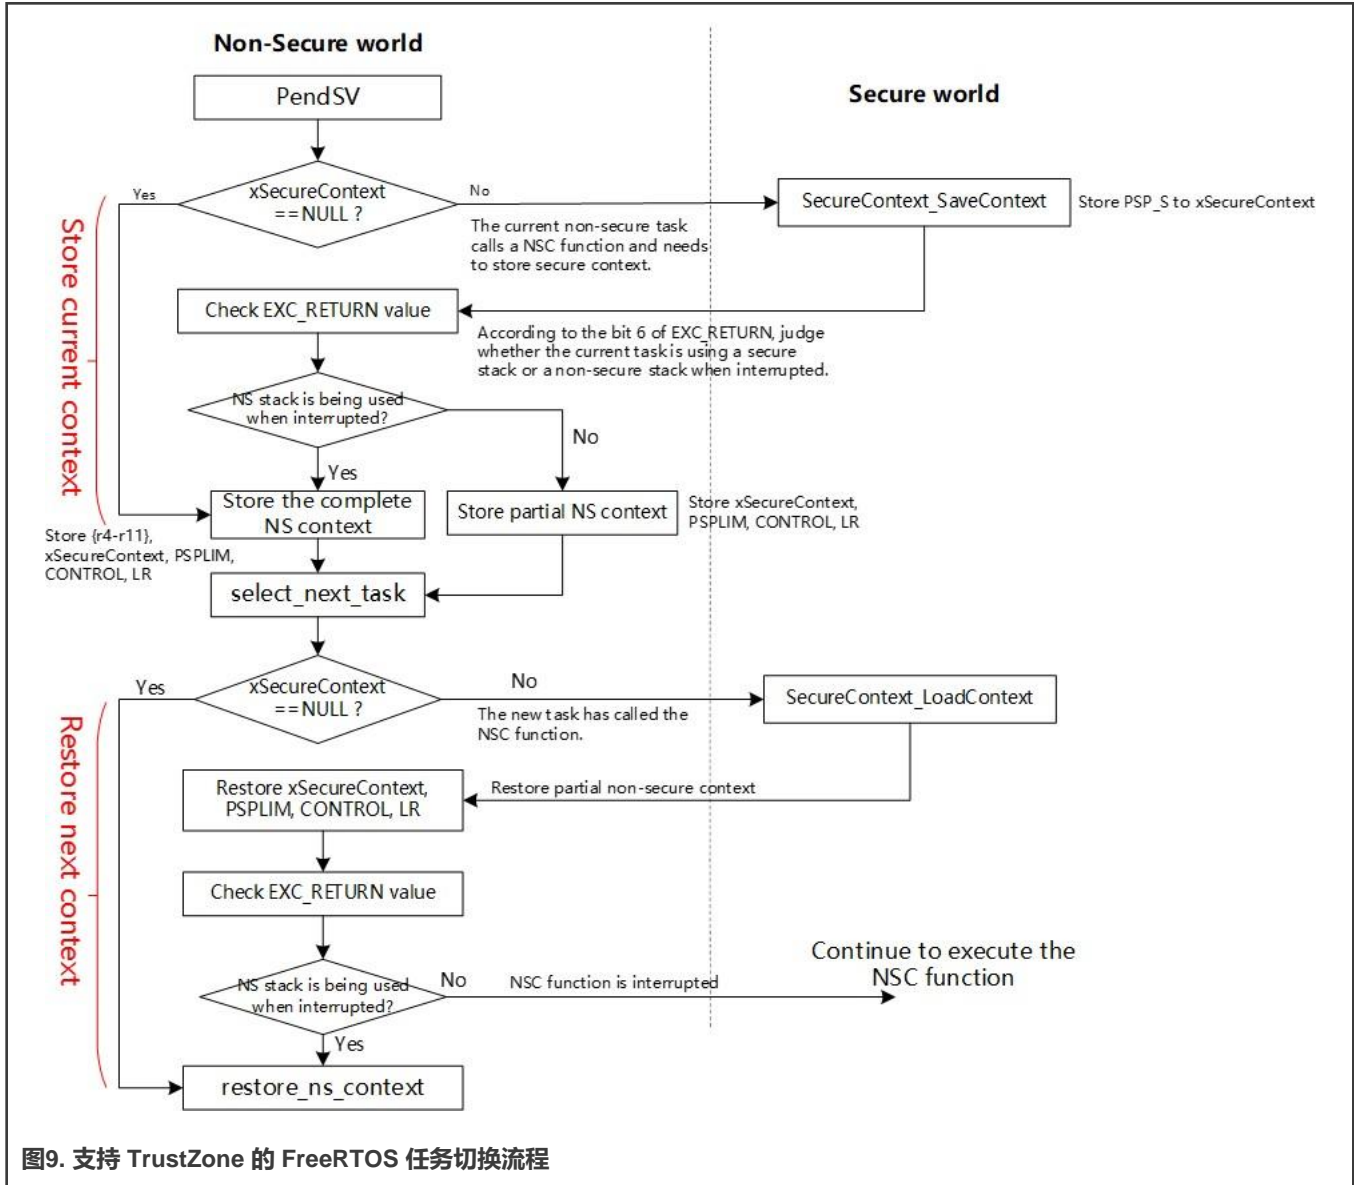 Non-Secure world
Secure world
PendSV
xSecureContext
==NULL ?
Yes
No
The current non-secure task
calls a NSC function and needs
to store secure context.
SecureContext_SaveContext
Store PSP_S to xSecureContext
Store current context
Check EXC_RETURN value
According to the bit 6 of EXC_RETURN, judge
whether the current task is using a secure
stack or a non-secure stack when interrupted.
NS stack is being used
when interrupted?
No
Yes
Store the complete
NS context
Store partial NS context
Store xSecureContext,
PSPLIM, CONTROL, LR
Store {r4-r11},
xSecureContext, PSPLIM,
CONTROL, LR
select_next_task
xSecureContext
==NULL ?
Yes
No
The new task has called the
NSC function.
SecureContext_LoadContext
Restore next context
Restore xSecureContext,
PSPLIM, CONTROL, LR
Restore partial non-secure context
Check EXC_RETURN value
NS stack is being used
when interrupted?
No
NSC function is interrupted
Continue to execute the
NSC function
Yes
restore_ns_context
图9. 支持 TrustZone 的 FreeRTOS 任务切换流程